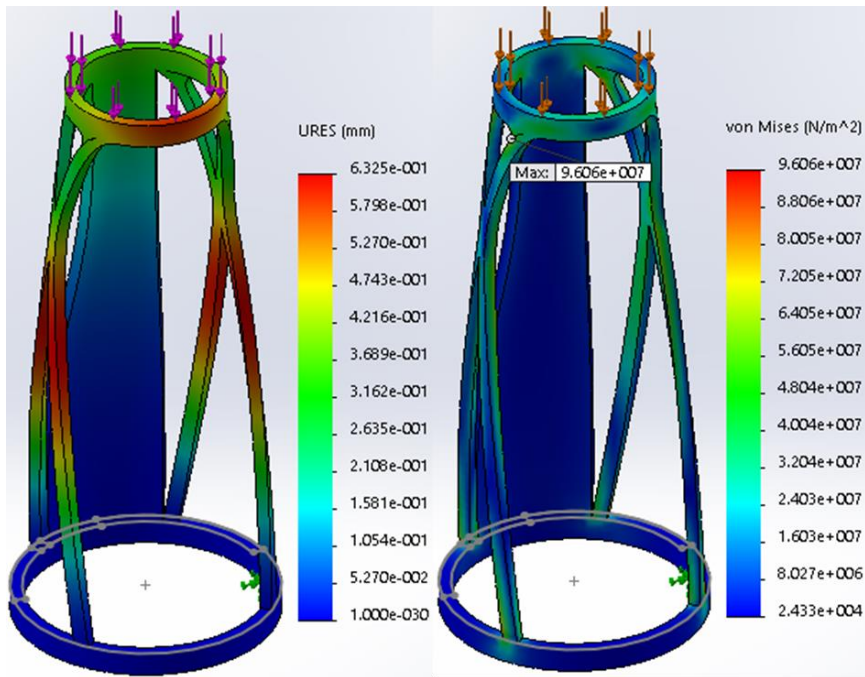 URES (mm)
6.325e-001
5.798e-001
5.270e-001
4.743e-001
4.216e-001
3.689e-001
3.162e-001
2.635e-001
2.108e-001
1.581e-001
1.054e-001
5.270e-002
1.000e-030
Max: 9.606e+007
von Mises (N/m^2)
9.606e+007
8.806e+007
8.005e+007
7.205e+007
6.405e+007
5.605e+007
4.804e+007
4.004e+007
3.204e+007
2.403e+007
1.603e+007
8.027e+006
2.433e+004